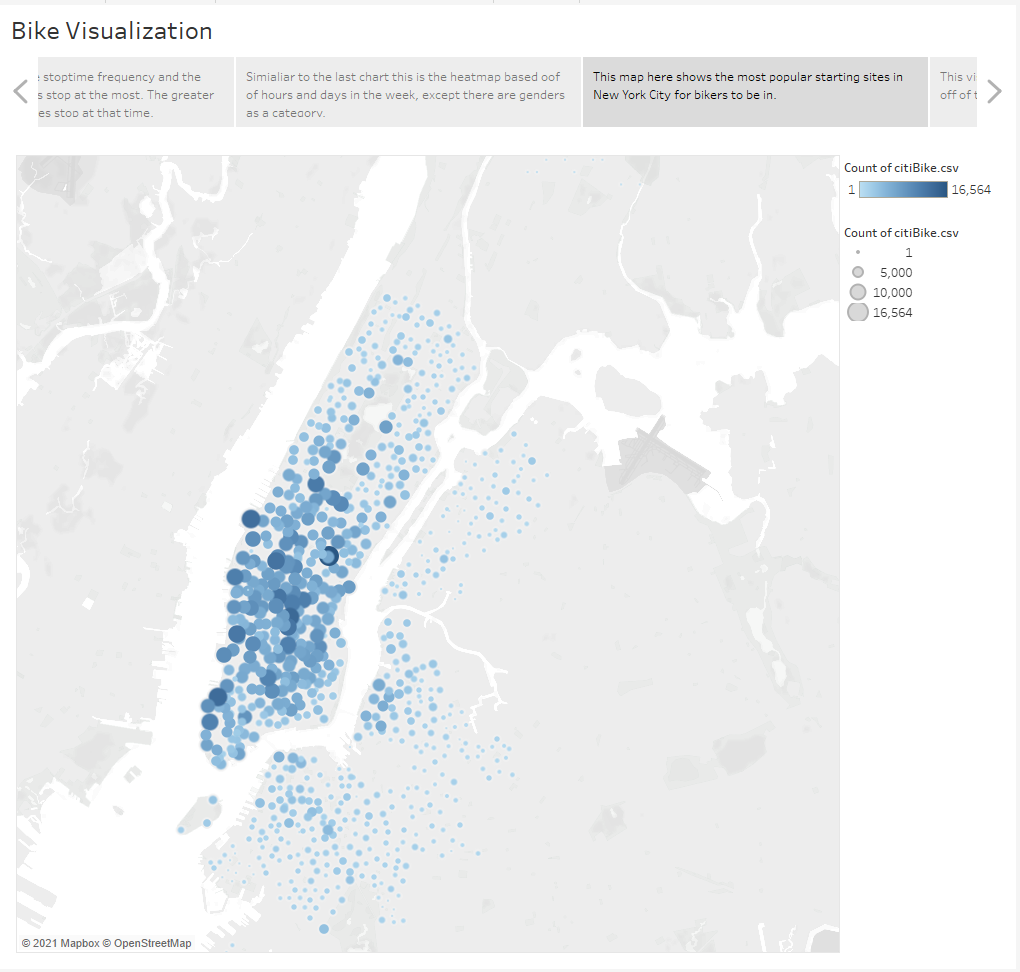 Bike Visualization
stoptime frequency and the
s stop at the most. The greater
es stop at that time.
Simialiar to the last chart this is the heatmap based oof
of hours and days in the week, except there are genders
as a category.
This map here shows the most popular starting sites in
New York City for bikers to be in.
This vi
off of t
Count of citiBike.csv
1 16,564
Count of citiBike.csv
1
5,000
10,000
16,564
© 2021 Mapbox © OpenStreetMap